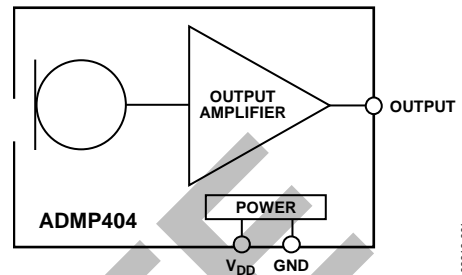 OUTPUT
AMPLIFIER
OUTPUT
POWER
ADMP404
VDD GND